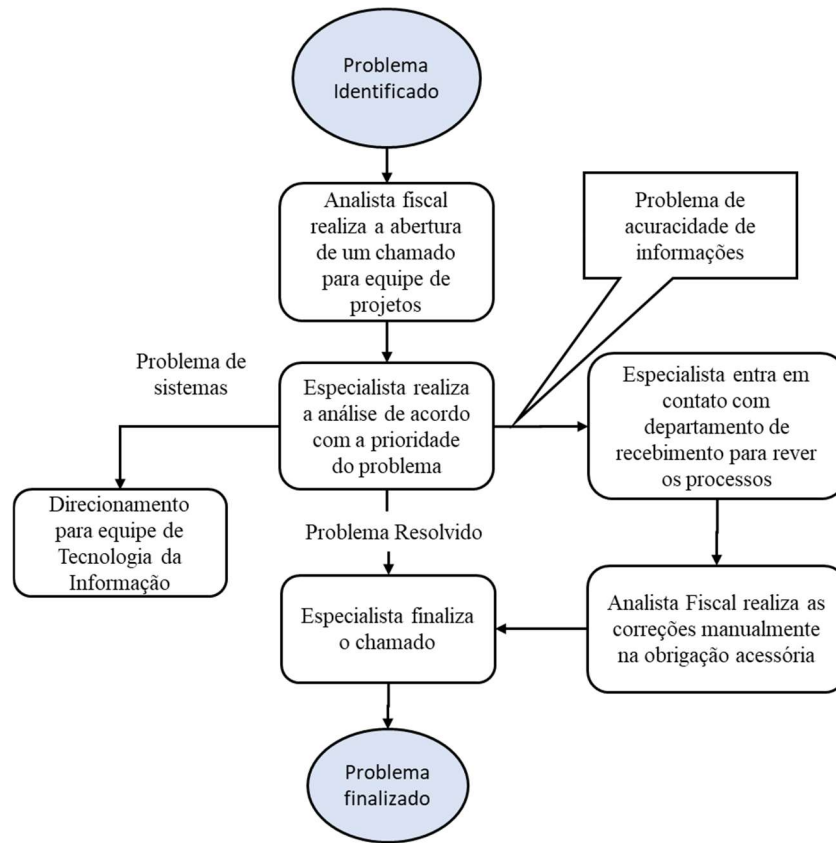 Problema
Identificado
Analista fiscal
realiza a abertura
de um chamado
para equipe de
projetos
Problema de
acuracidade de
informações
Problema de
sistemas
Especialista realiza
a análise de acordo
com a prioridade
do problema
Especialista entra em
contato com
departamento de
recebimento para rever
os processos
Direcionamento
para equipe de
Tecnologia da
Informação
Problema Resolvido
Especialista finaliza
o chamado
Analista Fiscal realiza as
correções manualmente
na obrigação acessória
Problema
finalizado